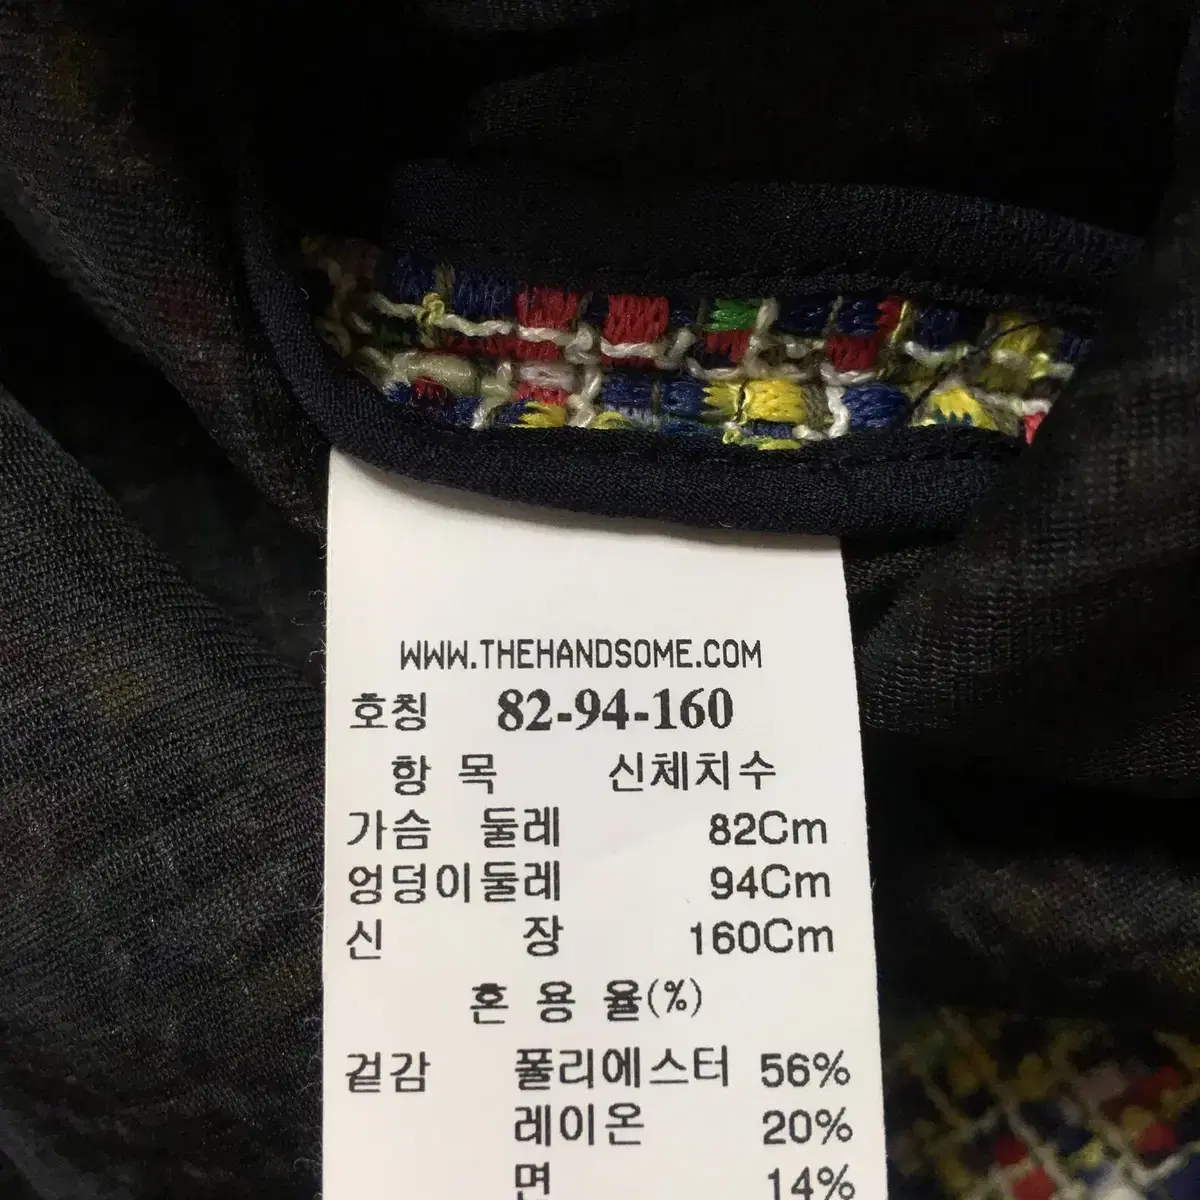 WWW.THEHANDSOME.COM
호칭 82-94-160
항 목 신체치수
가슴 둘레 82Cm
엉덩이둘레 94Cm
신 장 160Cm
혼 용 율(%)
겉감 폴리에스터 56%
레이온 20%
면 14%